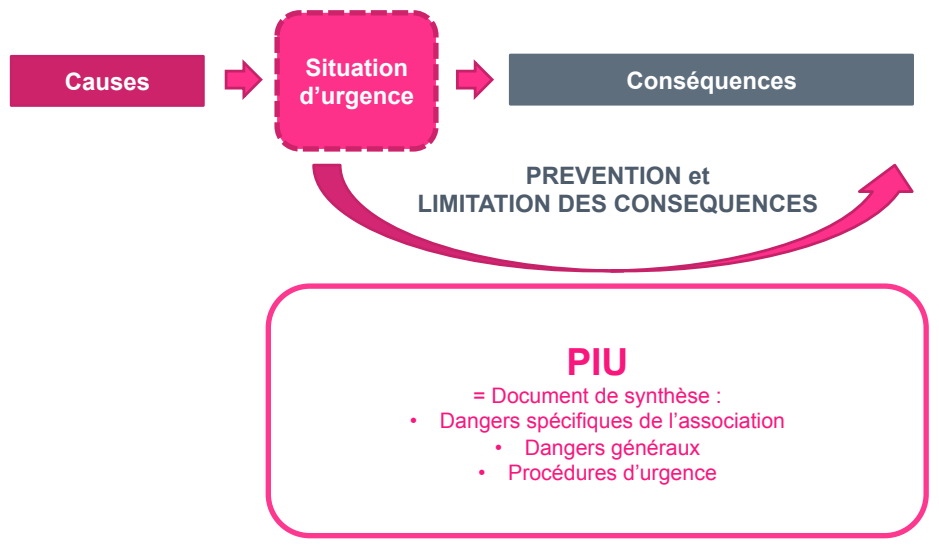 Causes
Situation
d’urgence
Conséquences
PREVENTION et
LIMITATION DES CONSEQUENCES
PIU
= Document de synthèse :
• Dangers spécifiques de l’association
• Dangers généraux
• Procédures d’urgence